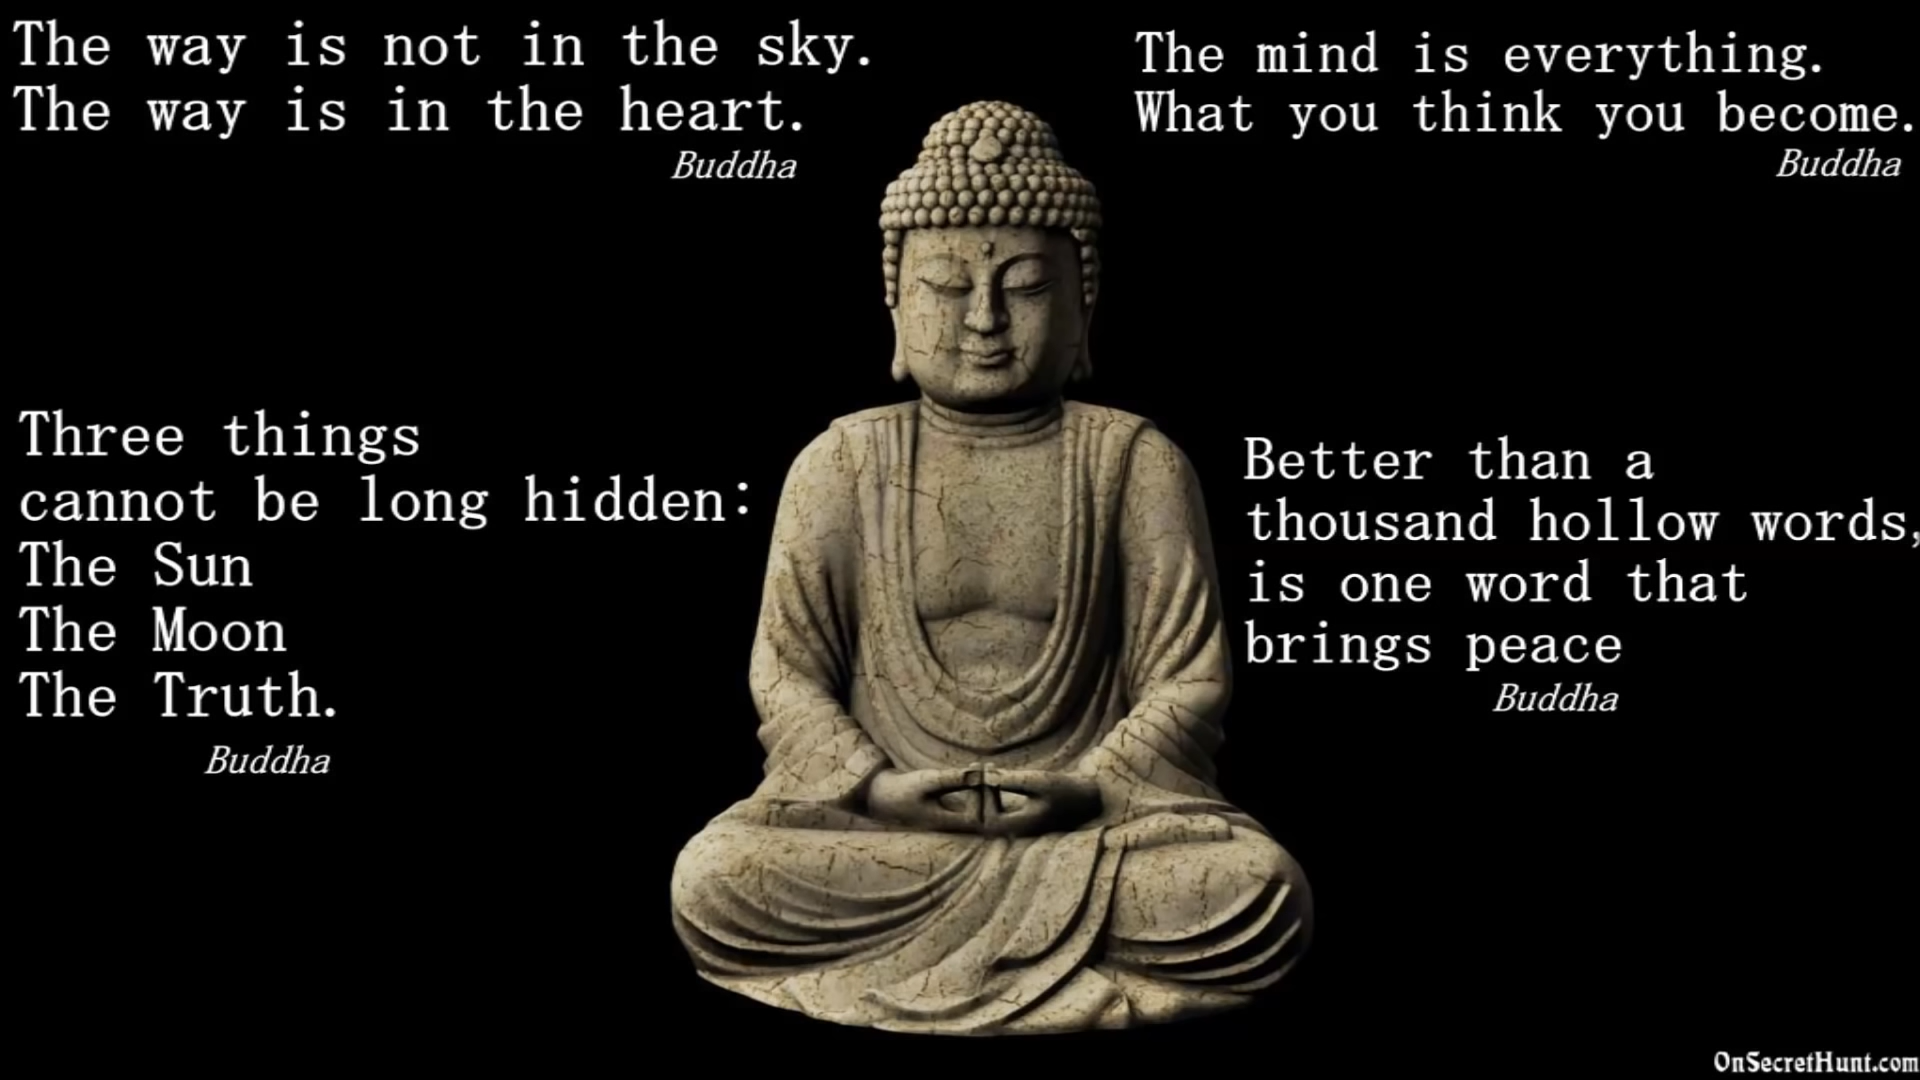 The way is not in the sky.
The way is in the heart.
Buddha
The mind is everything.
What you think you become.
Buddha
Three things
cannot be long hidden:
The Sun
The Moon
The Truth.
Buddha
Better than a
thousand hollow words,
is one word that
brings peace
Buddha
OnSecretHunt.com